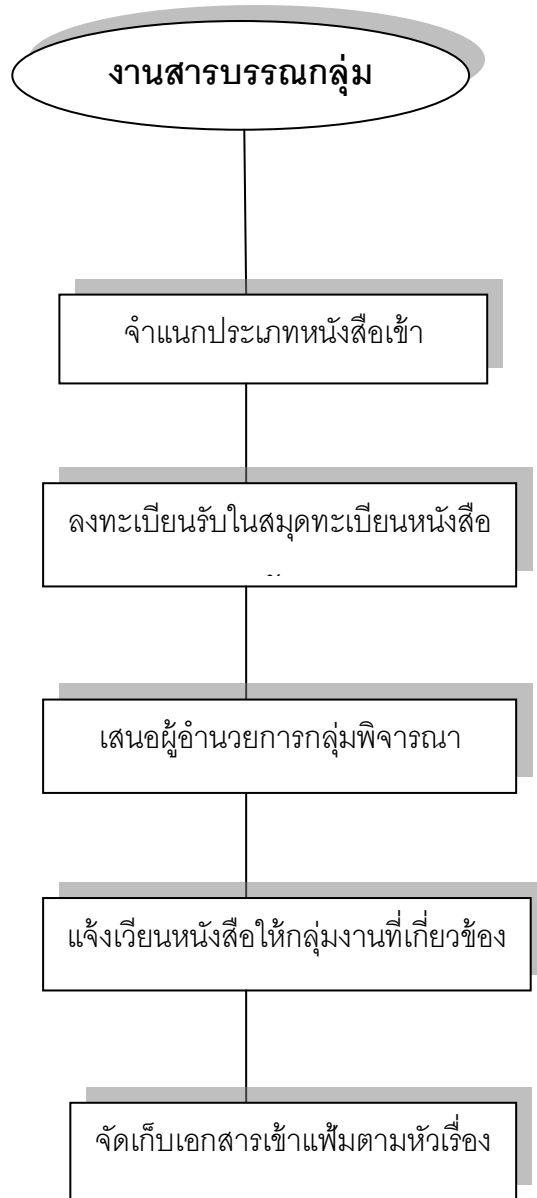 งานสารบรรณกลุ่ม
จำแนกประเภทหนังสือเข้า
ลงทะเบียนรับในสมุดทะเบียนหนังสือ
เสนอผู้อำนวยการกลุ่มพิจารณา
แจ้งเวียนหนังสือให้กลุ่มงานที่เกี่ยวข้อง
จัดเก็บเอกสารเข้าแฟ้มตามหัวเรื่อง